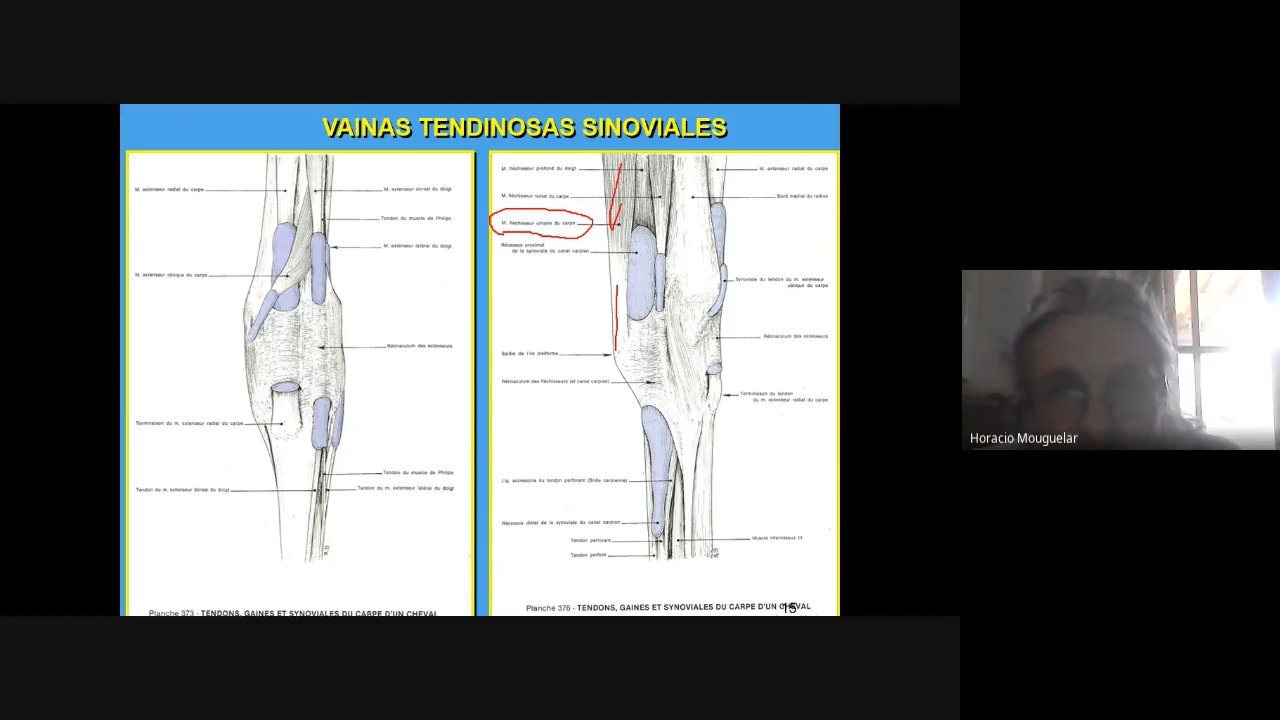 VAINAS TENDINOSAS SINOVIALES
M. extenseur radial du carpe
M. extenseur dorsal du doigt
Tendon du muscle de Philips
M. extenseur latéral du doigt
M. extenseur oblique du carpe
Rétinaculum des extenseurs
Terminaison du m. extenseur radial du carpe
Tendon du muscle de Philips
Tendon du m. extenseur dorsal du doigt
Tendon du m. extenseur latéral du doigt
Planche 373 - TENDONS, GAINES ET SYNOVIALES DU CARPE D'UN CHEVAL
M. fléchisseur profond du doigt
M. extenseur radial du carpe
M. fléchisseur radial du carpe
Bord médial du radius
M. fléchisseur ulnaire du carpe
Récessus proximal
de la synoviale du canal carpien
Synoviale du tendon du m. extenseur
oblique du carpe
Rétinaculum des extenseurs
Saillie de l'os pisiforme
Rétinaculum des fléchisseurs (et canal carpien)
Terminaison du tendon
du m. extenseur radial du carpe
Lig. accessoire du tendon perforant (Bride carpienne)
Récessus distal de la synoviale du canal carpien
Tendon perforant
Muscle interosseux III
Tendon perforé
Planche 376 - TENDONS, GAINES ET SYNOVIALES DU CARPE D'UN CHEVAL
15
Horacio Mouguelar